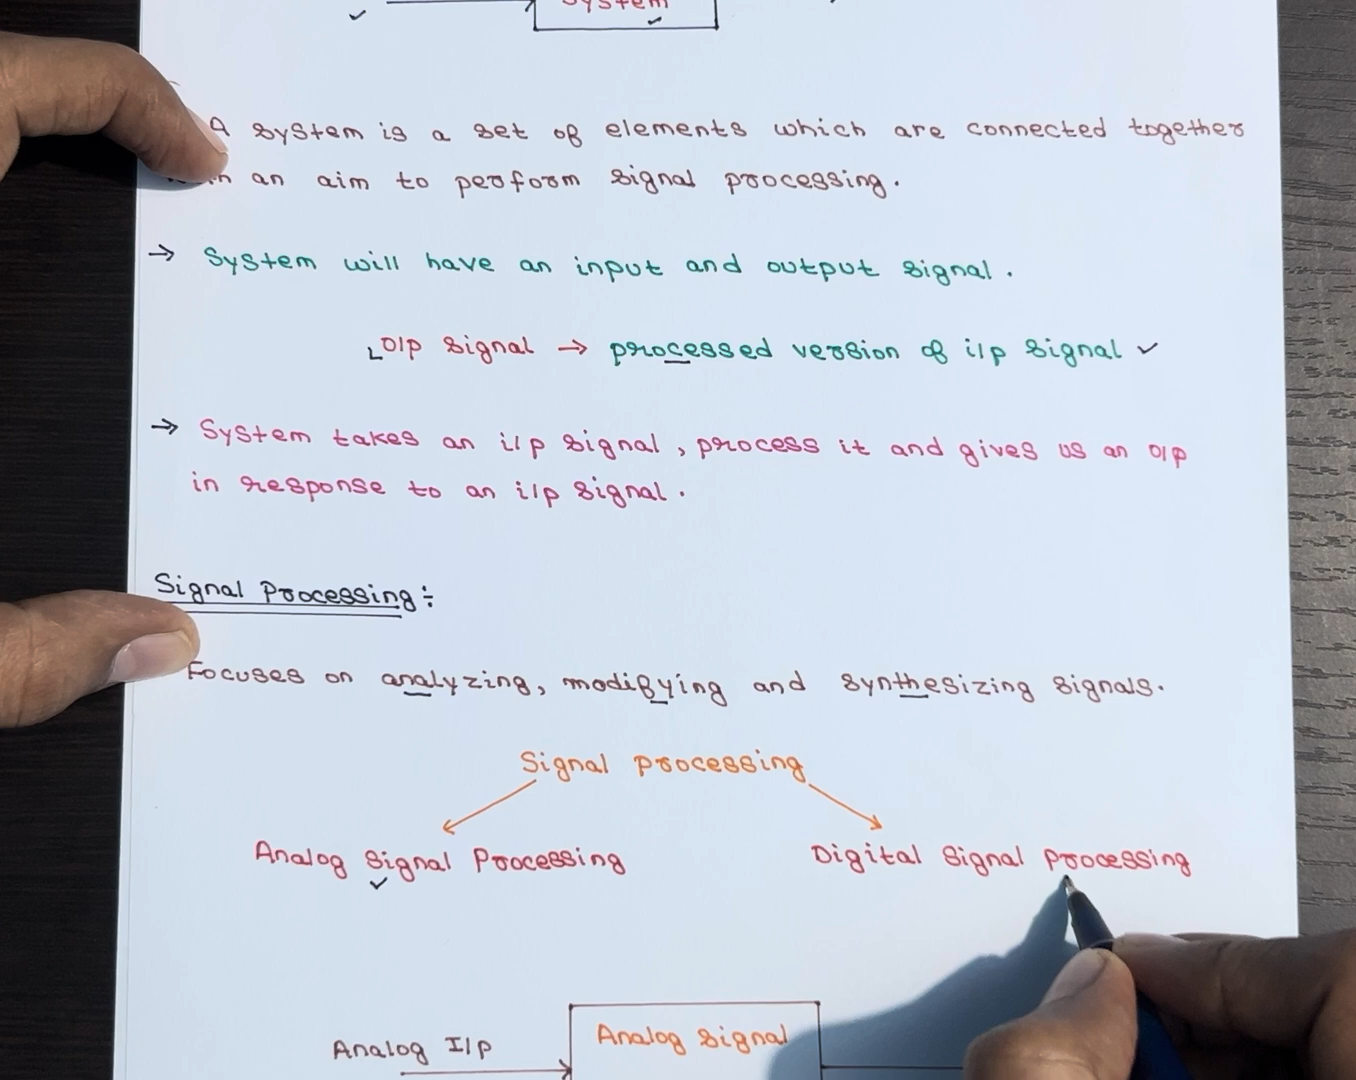 System
A system is a set of elements which are connected together
an aim to perform signal processing.
→ System will have an input and output signal.
O/p signal → processed version of i/p signal ✓
→ System takes an i/p signal, process it and gives us an o/p
in response to an i/p signal.
Signal Processing:
Focuses on analyzing, modifying and synthesizing signals.
Signal processing
Analog Signal Processing Digital Signal Processing
Analog I/p Analog Signal